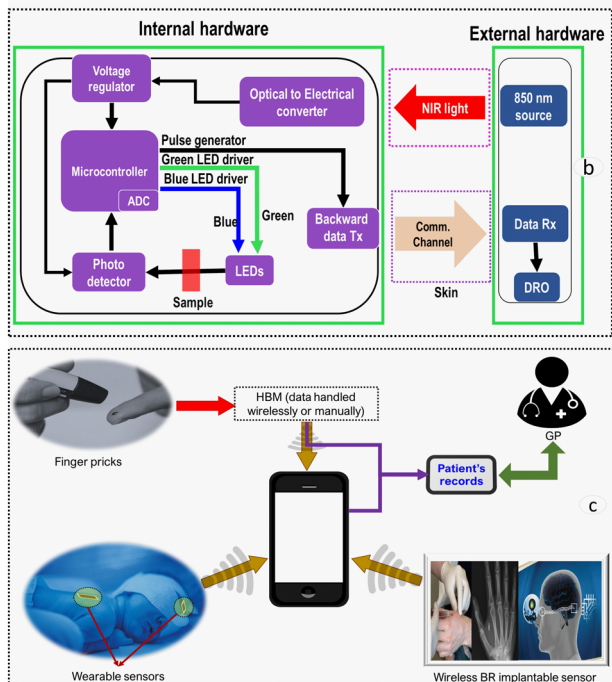 Internal hardware
External hardware
Voltage
regulator
Optical to Electrical
converter
NIR light
850 nm
source
Microcontroller
ADC
Pulse generator
Green LED driver
Blue LED driver
Blue
Green
Backward
data Tx
Comm.
Channel
Data Rx
b
Photo
detector
LEDs
Sample
Skin
DRO
HBM (data handled
wirelessly or manually)
Finger pricks
GP
Patient's
records
c
Wearable sensors
Wireless BR implantable sensor